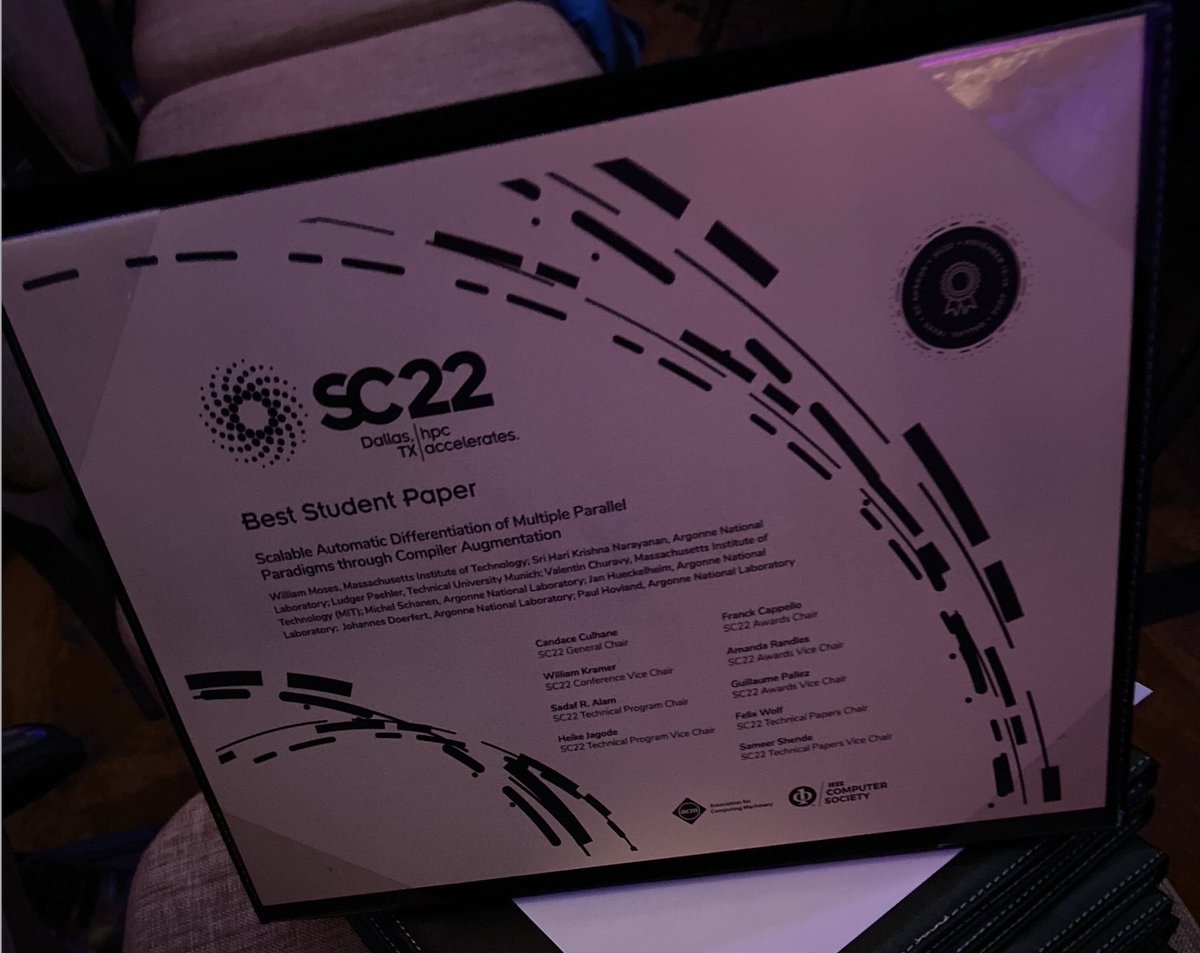 SC22
Dallas, TX
hpc accelerates.
Best Student Paper
Scalable Automatic Differentiation of Multiple Parallel
Paradigms through Compiler Augmentation
William Moses, Massachusetts Institute of Technology; Sri Hari Krishna Narayanan, Argonne National
Laboratory; Ludger Paehler, Technical University Munich; Valentin Churavy, Massachusetts Institute of
Technology (MIT); Michel Schanen, Argonne National Laboratory; Jan Hueckelheim, Argonne National
Laboratory; Johannes Doerfert, Argonne National Laboratory; Paul Hovland, Argonne National Laboratory
Candace Culhane
SC22 General Chair
William Kramer
SC22 Conference Vice Chair
Sadaf R. Alam
SC22 Technical Program Chair
Heike Jagode
SC22 Technical Program Vice Chair
Franck Cappello
SC22 Awards Chair
Amanda Randles
SC22 Awards Vice Chair
Guillaume Pallez
SC22 Awards Vice Chair
Felix Wolf
SC22 Technical Papers Chair
Sameer Shende
SC22 Technical Papers Vice Chair
acm
Association for
Computing Machinery
IEEE
COMPUTER
SOCIETY